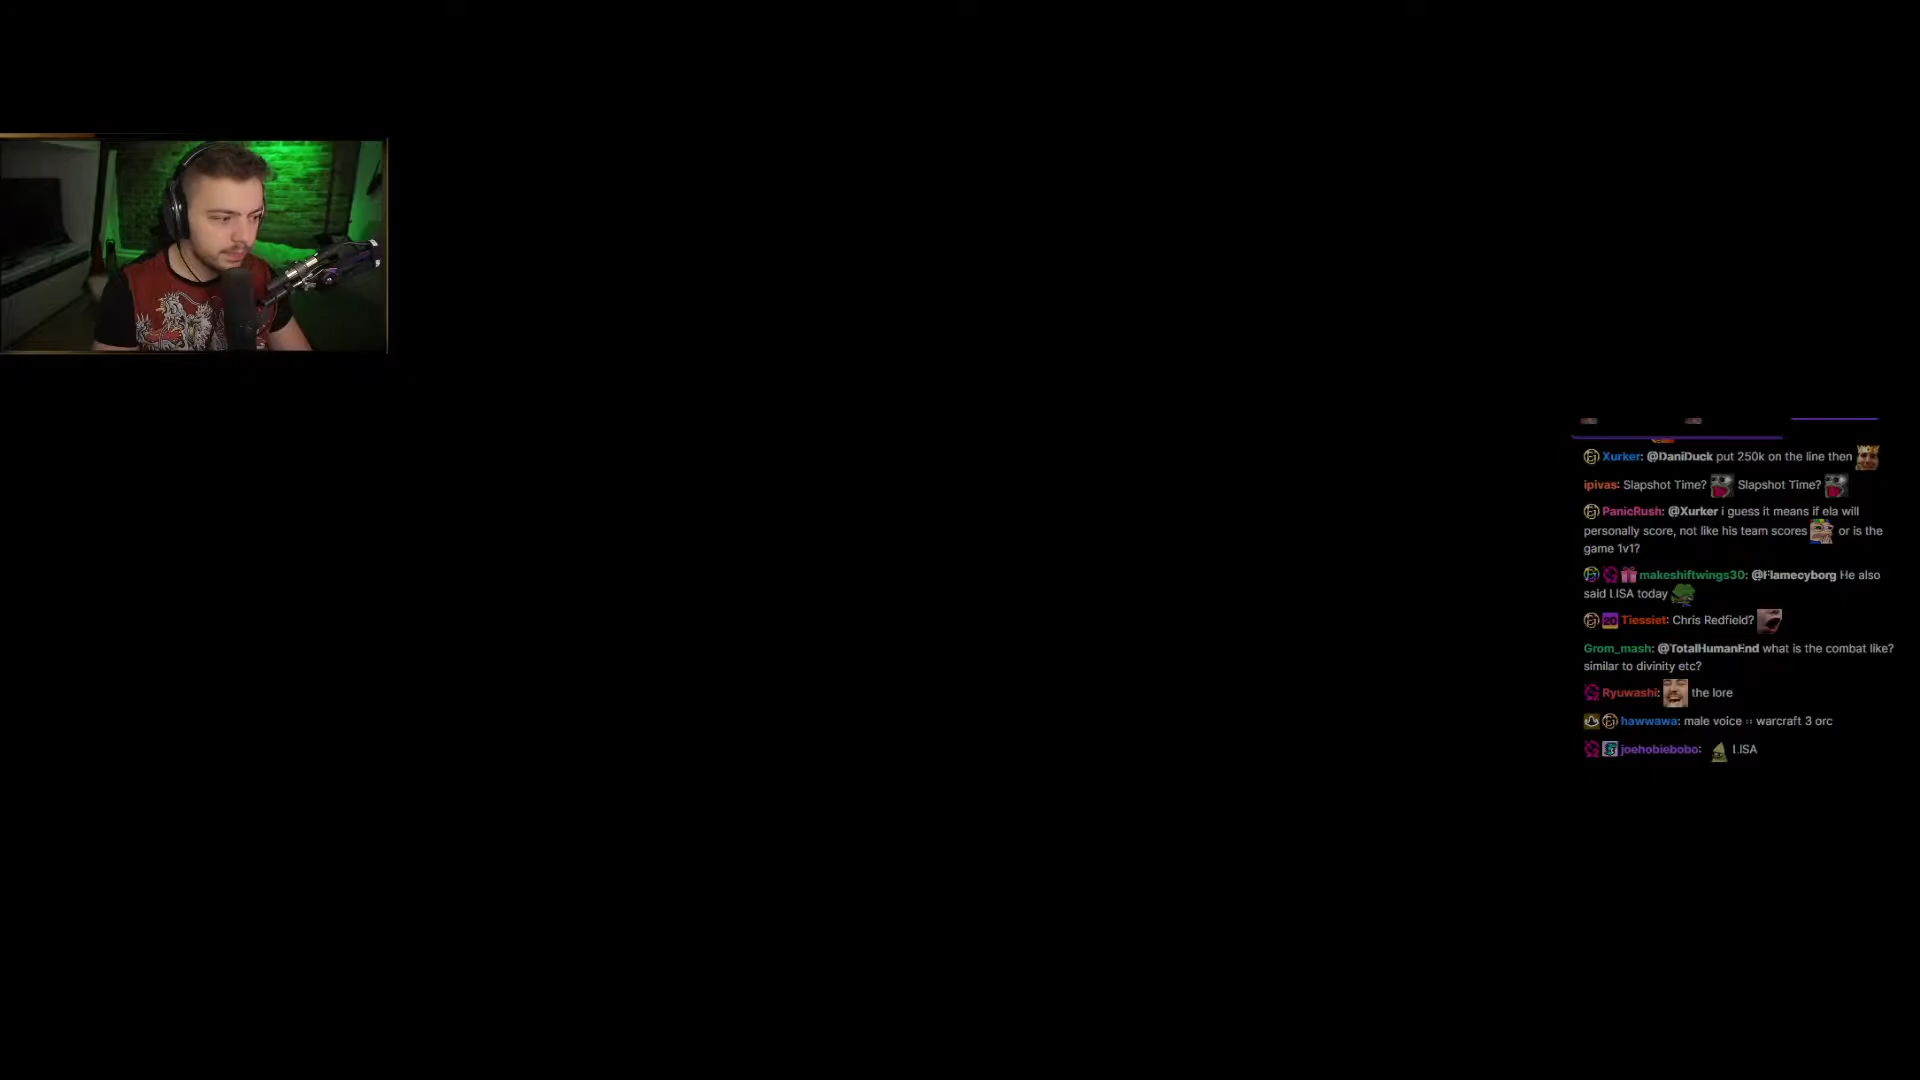 Xurker: @DaniDuck put 250k on the line then
ipivas: Slapshot Time? Slapshot Time?
PanicRush: @Xurker i guess it means if ela will
personally score, not like his team scores or is the
game 1v1?
makeshiftwings30: @Flamecyborg He also
said LISA today
Tiessiet: Chris Redfield?
Grom_mash: @TotalHumanEnd what is the combat like?
similar to divinity etc?
Ryuwashi: the lore
hawwawa: male voice :: warcraft 3 orc
joehobiebobo: LISA